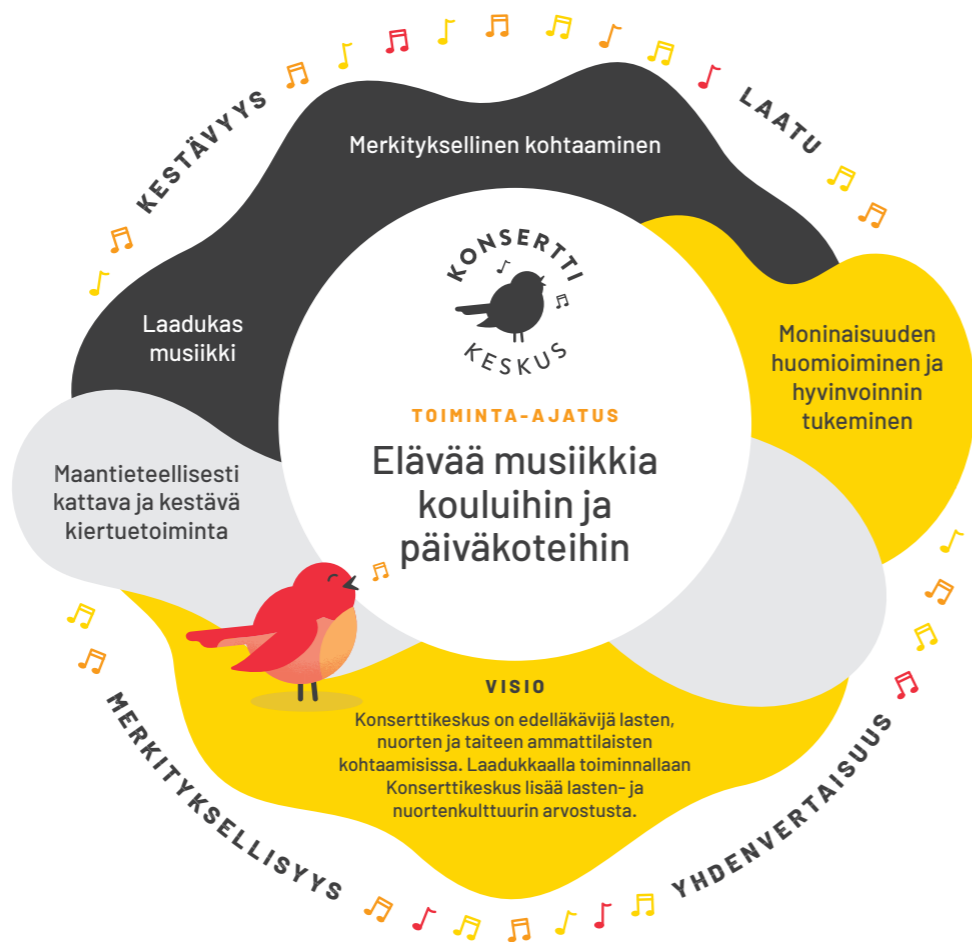 KESTÄVYYS
LAATU
Merkityksellinen kohtaaminen
Laadukas
musiikki
Moninaisuuden
huomioiminen ja
hyvinvoinnin
tukeminen
Maantieteellisesti
kattava ja kestävä
kiertuetoiminta
KONSERTTI
KESKUS
TOIMINTA-AJATUS
Elävää musiikkia
kouluihin ja
päiväkoteihin
VISIO
Konserttikeskus on edelläkävijä lasten,
nuorten ja taiteen ammattilaisten
kohtaamisissa. Laadukkaalla toiminnallaan
Konserttikeskus lisää lasten- ja
nuortenkulttuurin arvostusta.
MERKITYKSELLISYYS
YHDENVERTAISUUS